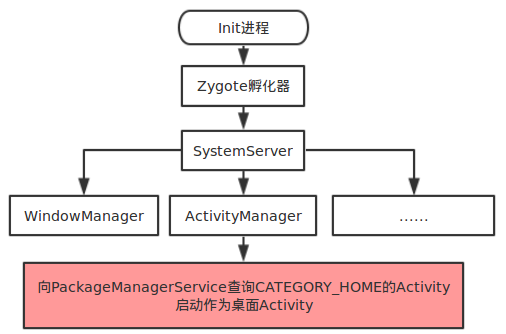 Init进程
Zygote孵化器
SystemServer
WindowManager
ActivityManager
……
向PackageManagerService查询CATEGORY_HOME的Activity
启动作为桌面Activity